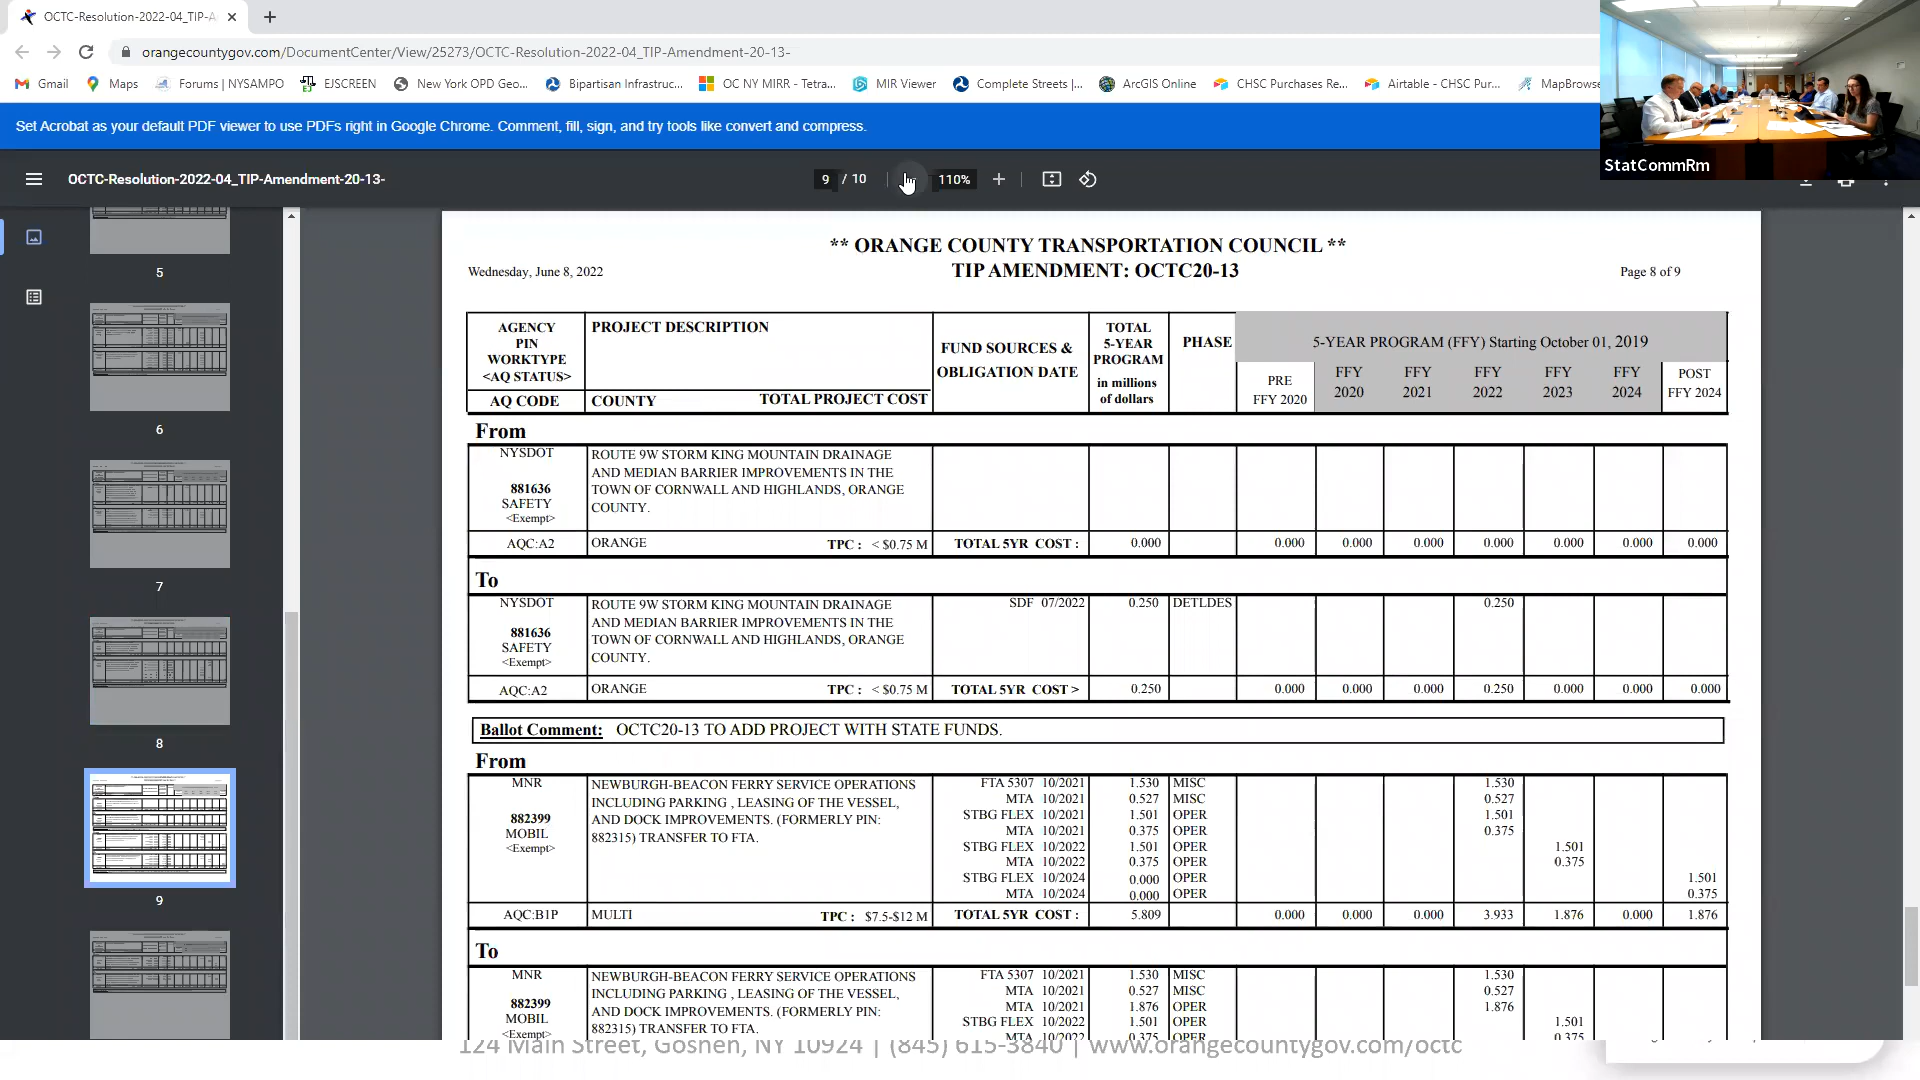 OCTC-Resolution-2022-04_TIP-A
orangecountygov.com/DocumentCenter/View/25273/OCTC-Resolution-2022-04_TIP-Amendment-20-13-
Gmail Maps Forums | NYSAMPO EJSCREEN New York OPD Geo... Bipartisan Infrastruc... OC NY MIRR - Tetra... MIR Viewer Complete Streets |... ArcGIS Online CHSC Purchases Re... Airtable - CHSC Pur... MapBrowse
Set Acrobat as your default PDF viewer to use PDFs right in Google Chrome. Comment, fill, sign, and try tools like convert and compress.
StatCommRm
OCTC-Resolution-2022-04_TIP-Amendment-20-13- 9 / 10 110%
5
6
7
8
9
** ORANGE COUNTY TRANSPORTATION COUNCIL **
Wednesday, June 8, 2022 TIP AMENDMENT: OCTC20-13 Page 8 of 9
AGENCY PROJECT DESCRIPTION TOTAL
PIN FUND SOURCES & 5-YEAR PHASE 5-YEAR PROGRAM (FFY) Starting October 01, 2019
WORKTYPE PROGRAM
<AQ STATUS> OBLIGATION DATE in millions PRE FFY FFY FFY FFY FFY POST
AQ CODE COUNTY TOTAL PROJECT COST of dollars FFY 2020 2020 2021 2022 2023 2024 FFY 2024
From
NYSDOT ROUTE 9W STORM KING MOUNTAIN DRAINAGE
AND MEDIAN BARRIER IMPROVEMENTS IN THE
881636 TOWN OF CORNWALL AND HIGHLANDS, ORANGE
SAFETY COUNTY.
<Exempt>
AQC:A2 ORANGE TPC : < $0.75 M TOTAL 5YR COST : 0.000 0.000 0.000 0.000 0.000 0.000 0.000 0.000
To
NYSDOT ROUTE 9W STORM KING MOUNTAIN DRAINAGE SDF 07/2022 0.250 DETLDES 0.250
AND MEDIAN BARRIER IMPROVEMENTS IN THE
881636 TOWN OF CORNWALL AND HIGHLANDS, ORANGE
SAFETY COUNTY.
<Exempt>
AQC:A2 ORANGE TPC : < $0.75 M TOTAL 5YR COST > 0.250 0.000 0.000 0.000 0.250 0.000 0.000 0.000
Ballot Comment: OCTC20-13 TO ADD PROJECT WITH STATE FUNDS.
From
MNR NEWBURGH-BEACON FERRY SERVICE OPERATIONS FTA 5307 10/2021 1.530 MISC 1.530
INCLUDING PARKING , LEASING OF THE VESSEL, MTA 10/2021 0.527 MISC 0.527
882399 AND DOCK IMPROVEMENTS. (FORMERLY PIN: STBG FLEX 10/2021 1.501 OPER 1.501
MOBIL 882315) TRANSFER TO FTA. MTA 10/2021 0.375 OPER 0.375
<Exempt> STBG FLEX 10/2022 1.501 OPER 1.501
MTA 10/2022 0.375 OPER 0.375
STBG FLEX 10/2024 0.000 OPER 1.501
MTA 10/2024 0.000 OPER 0.375
AQC:B1P MULTI TPC : $7.5-$12 M TOTAL 5YR COST : 5.809 0.000 0.000 0.000 3.933 1.876 0.000 1.876
To
MNR NEWBURGH-BEACON FERRY SERVICE OPERATIONS FTA 5307 10/2021 1.530 MISC 1.530
INCLUDING PARKING , LEASING OF THE VESSEL, MTA 10/2021 0.527 MISC 0.527
882399 AND DOCK IMPROVEMENTS. (FORMERLY PIN: MTA 10/2021 1.876 OPER 1.876
MOBIL 882315) TRANSFER TO FTA. STBG FLEX 10/2022 1.501 OPER 1.501
<Exempt> MTA 10/2022 0.375 OPER 0.375
124 Main Street, Goshen, NY 10924 | (845) 615-3840 | www.orangecountygov.com/octc